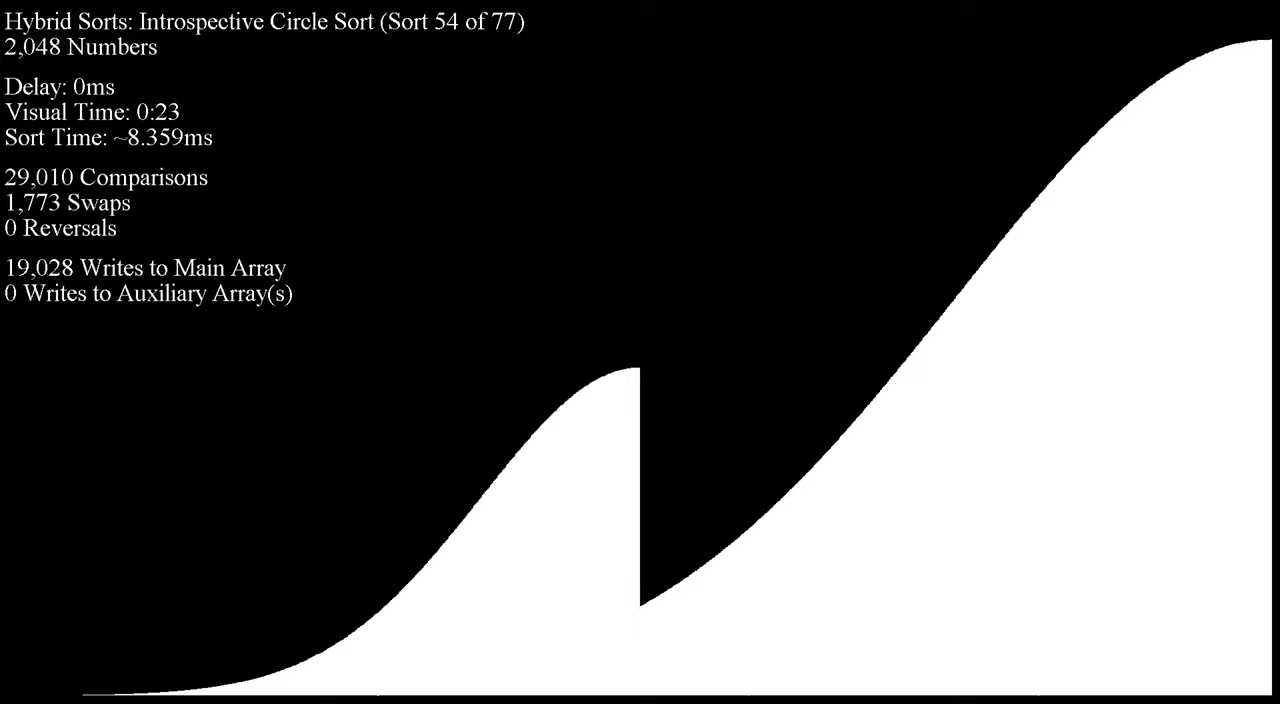 Hybrid Sorts: Introspective Circle Sort (Sort 54 of 77)
2,048 Numbers
Delay: 0ms
Visual Time: 0:23
Sort Time: ~8.359ms
29,010 Comparisons
1,773 Swaps
0 Reversals
19,028 Writes to Main Array
0 Writes to Auxiliary Array(s)